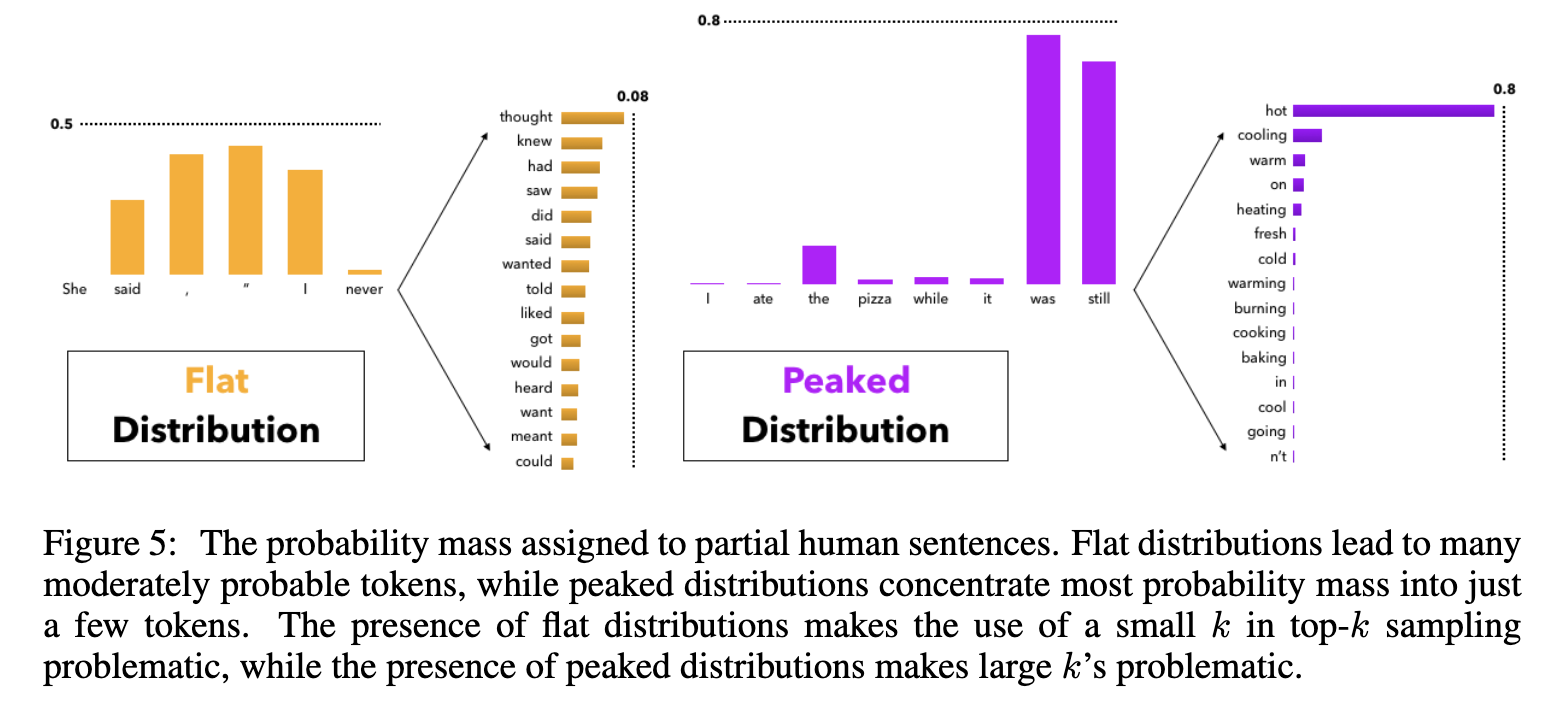 0.5
She said , ” I never
Flat
Distribution
0.08
thought
knew
had
saw
did
said
wanted
told
liked
got
would
heard
want
meant
could
0.8
I ate the pizza while it was still
Peaked
Distribution
0.8
hot
cooling
warm
on
heating
fresh
cold
warming
burning
cooking
baking
in
cool
going
n't
Figure 5: The probability mass assigned to partial human sentences. Flat distributions lead to many
moderately probable tokens, while peaked distributions concentrate most probability mass into just
a few tokens. The presence of flat distributions makes the use of a small k in top-k sampling
problematic, while the presence of peaked distributions makes large k's problematic.